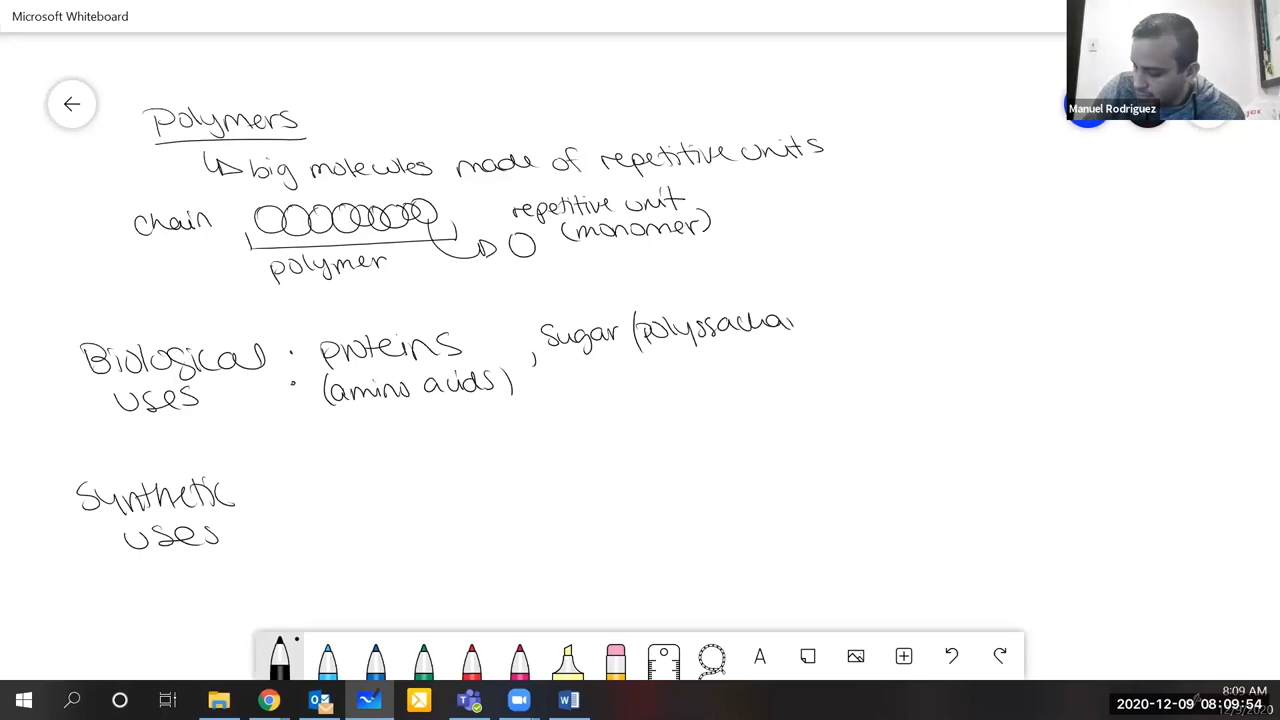 Microsoft Whiteboard
Manuel Rodriguez
Polymers
big molecules made of repetitive units
chain
repetitive unit
(monomer)
polymer
Biological : proteins , sugar (polyssachar
uses (amino acids)
Synthetic
uses
A
8:09 AM
2020-12-09 08:09:54